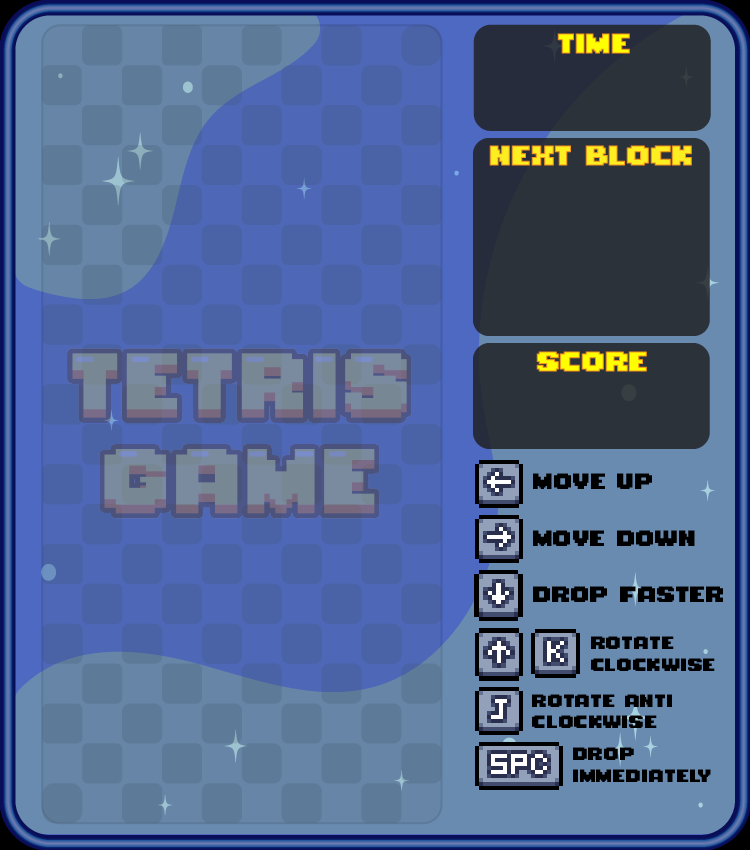 TIME
NEXT BLOCK
TETRIS
GAME
SCORE
MOVE UP
MOVE DOWN
DROP FASTER
K ROTATE
CLOCKWISE
J ROTATE ANTI
CLOCKWISE
SPC DROP
IMMEDIATELY